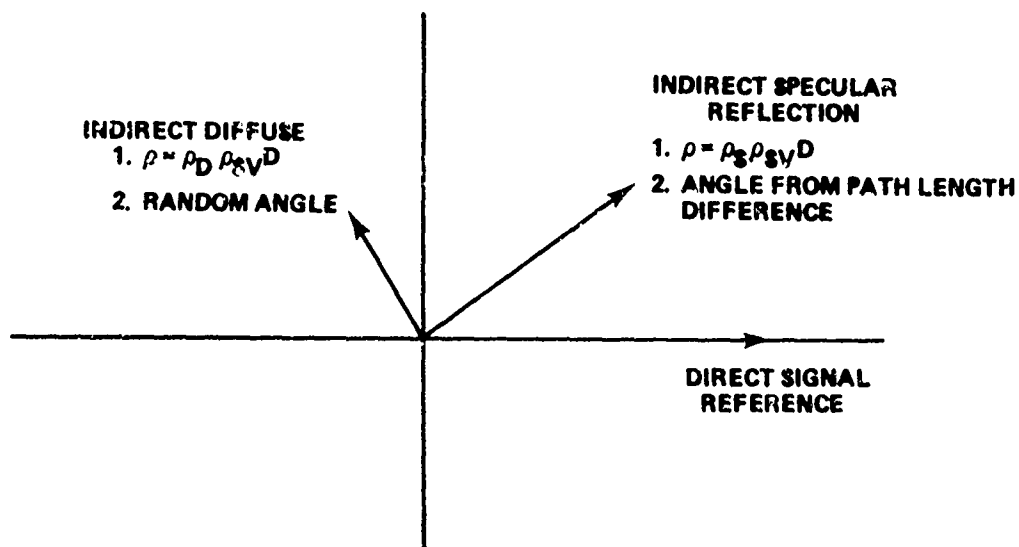 INDIRECT DIFFUSE
1. ρ = ρD ρSV D
2. RANDOM ANGLE
INDIRECT SPECULAR
REFLECTION
1. ρ = ρS ρSV D
2. ANGLE FROM PATH LENGTH
DIFFERENCE
DIRECT SIGNAL
REFERENCE